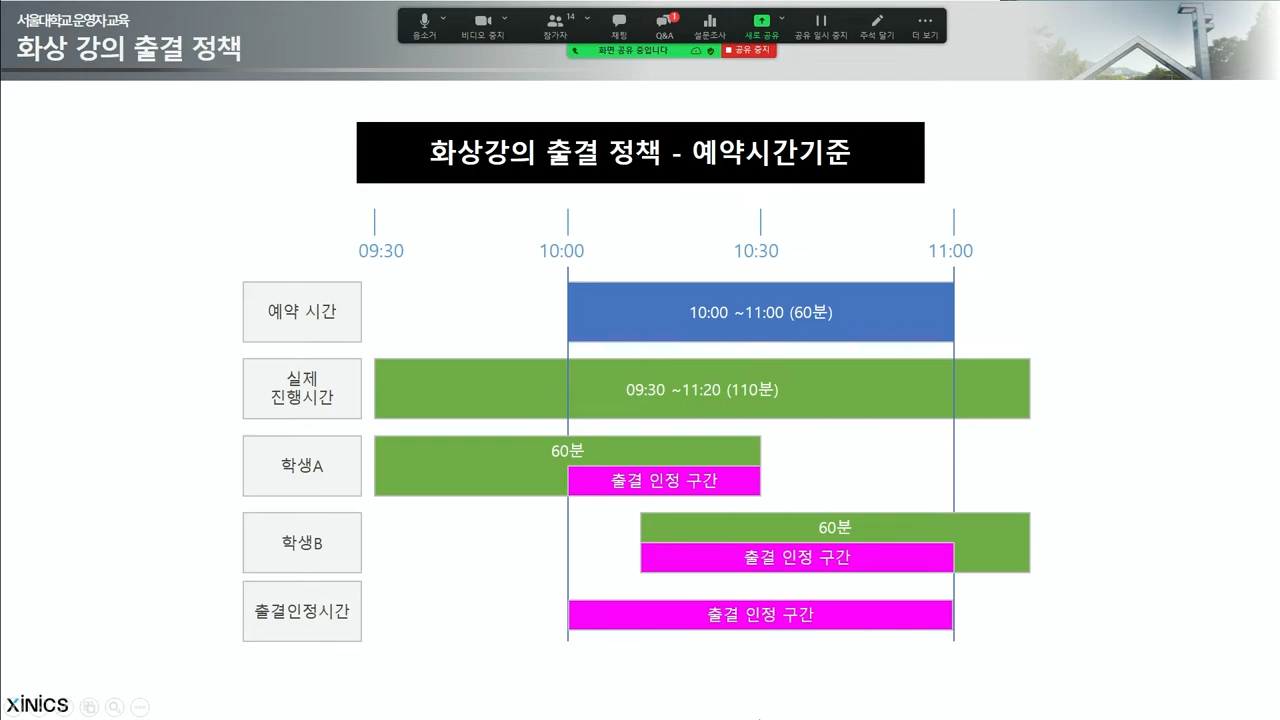 서울대학교 운영자 교육
화상 강의 출결 정책
음소거
비디오 중지
14
참가자
채팅
1
Q&A
설문조사
새로 공유
공유 일시 중지
주석 달기
더 보기
화면 공유 중입니다
공유 중지
화상강의 출결 정책 - 예약시간기준
09:30
10:00
10:30
11:00
예약 시간
10:00 ~11:00 (60분)
실제
진행시간
09:30 ~11:20 (110분)
학생A
60분
출결 인정 구간
학생B
60분
출결 인정 구간
출결인정시간
출결 인정 구간
XINICS